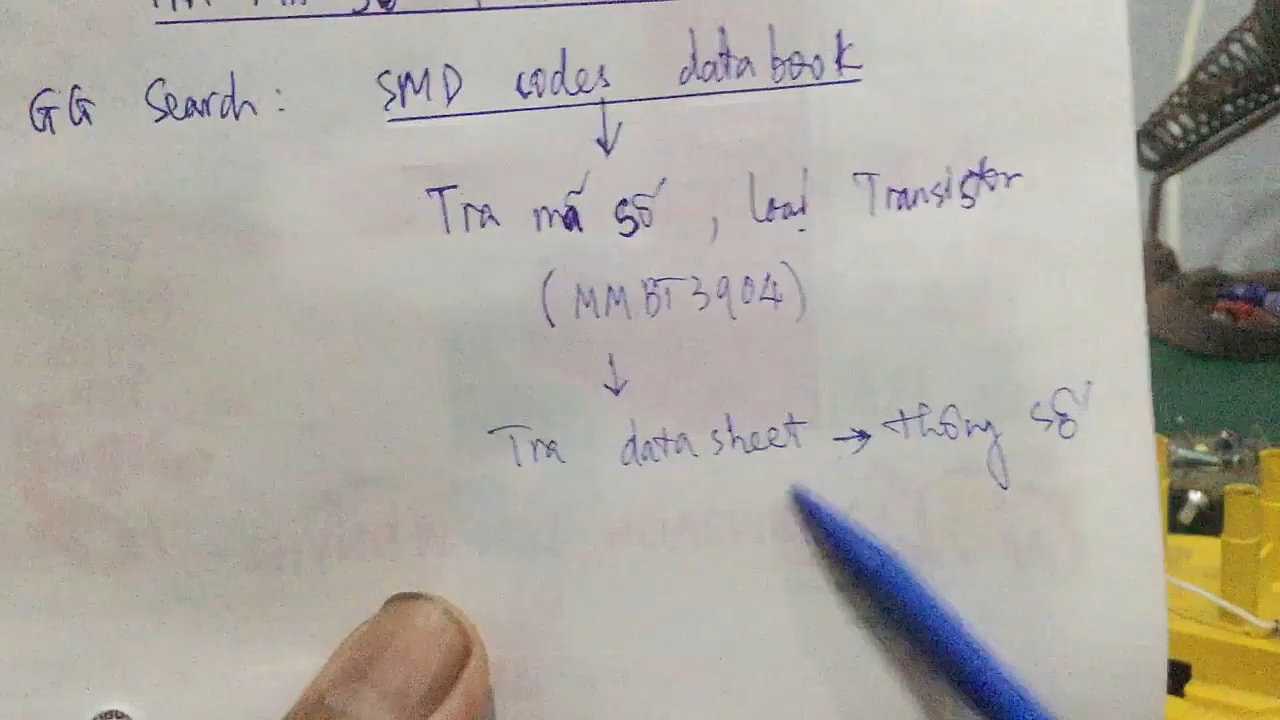 GG Search: SMD codes databook
↓
Tra mã số, loại Transistor
(MMBT3904)
↓
Tra datasheet → thông số